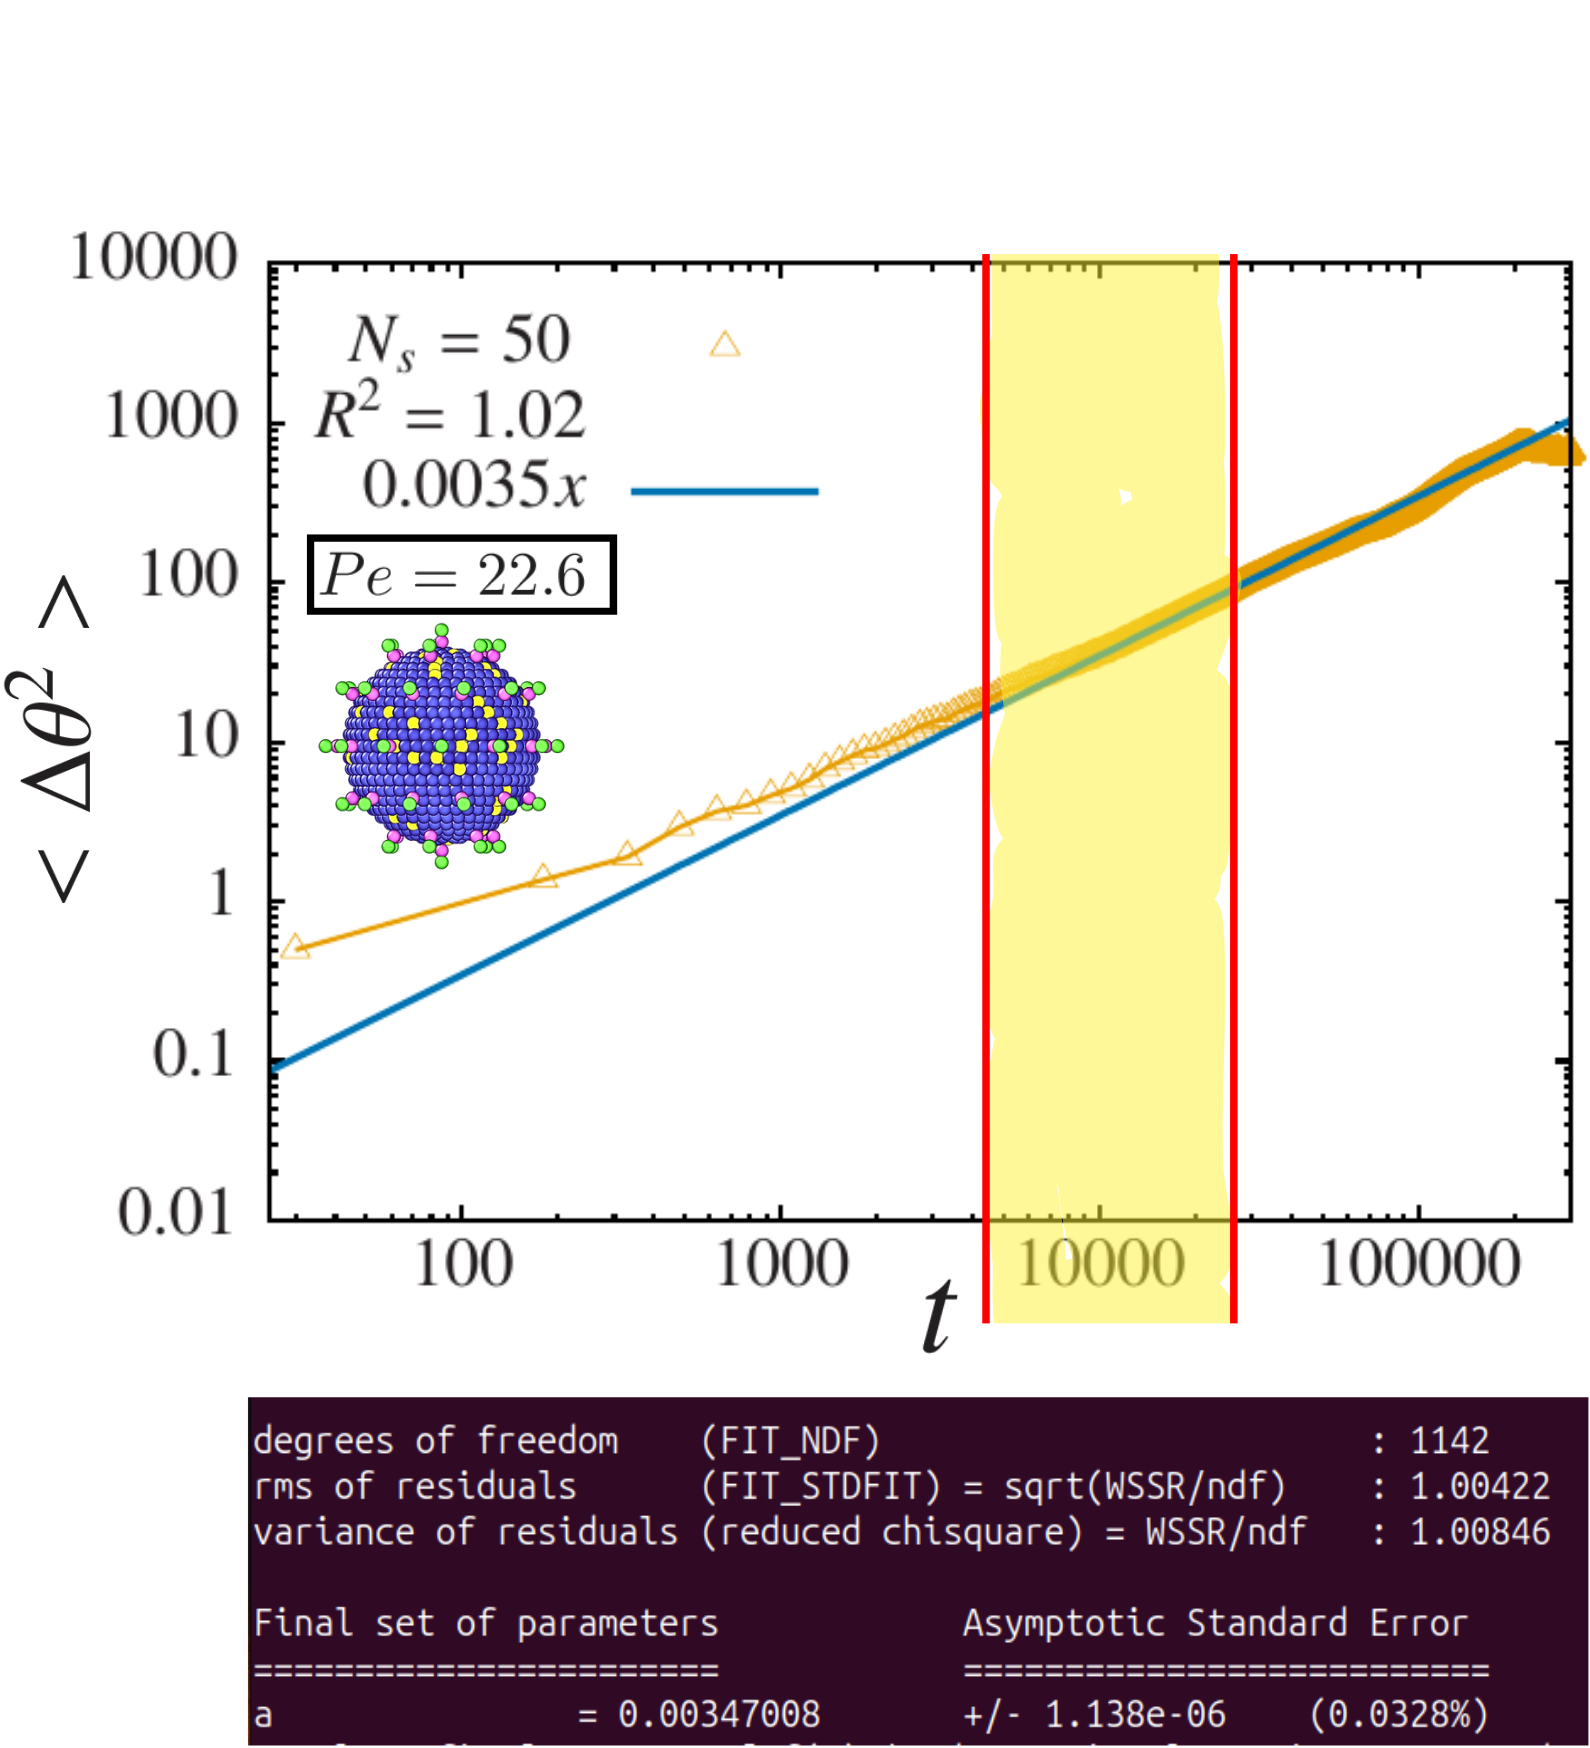 10000
1000
100
10
1
0.1
0.01
< Δθ² >
N_s = 50
R² = 1.02
0.0035x
Pe = 22.6
100 1000 10000 100000
t
degrees of freedom (FIT_NDF) : 1142
rms of residuals (FIT_STDFIT) = sqrt(WSSR/ndf) : 1.00422
variance of residuals (reduced chisquare) = WSSR/ndf : 1.00846
Final set of parameters Asymptotic Standard Error
======================= ==========================
a = 0.00347008 +/- 1.138e-06 (0.0328%)